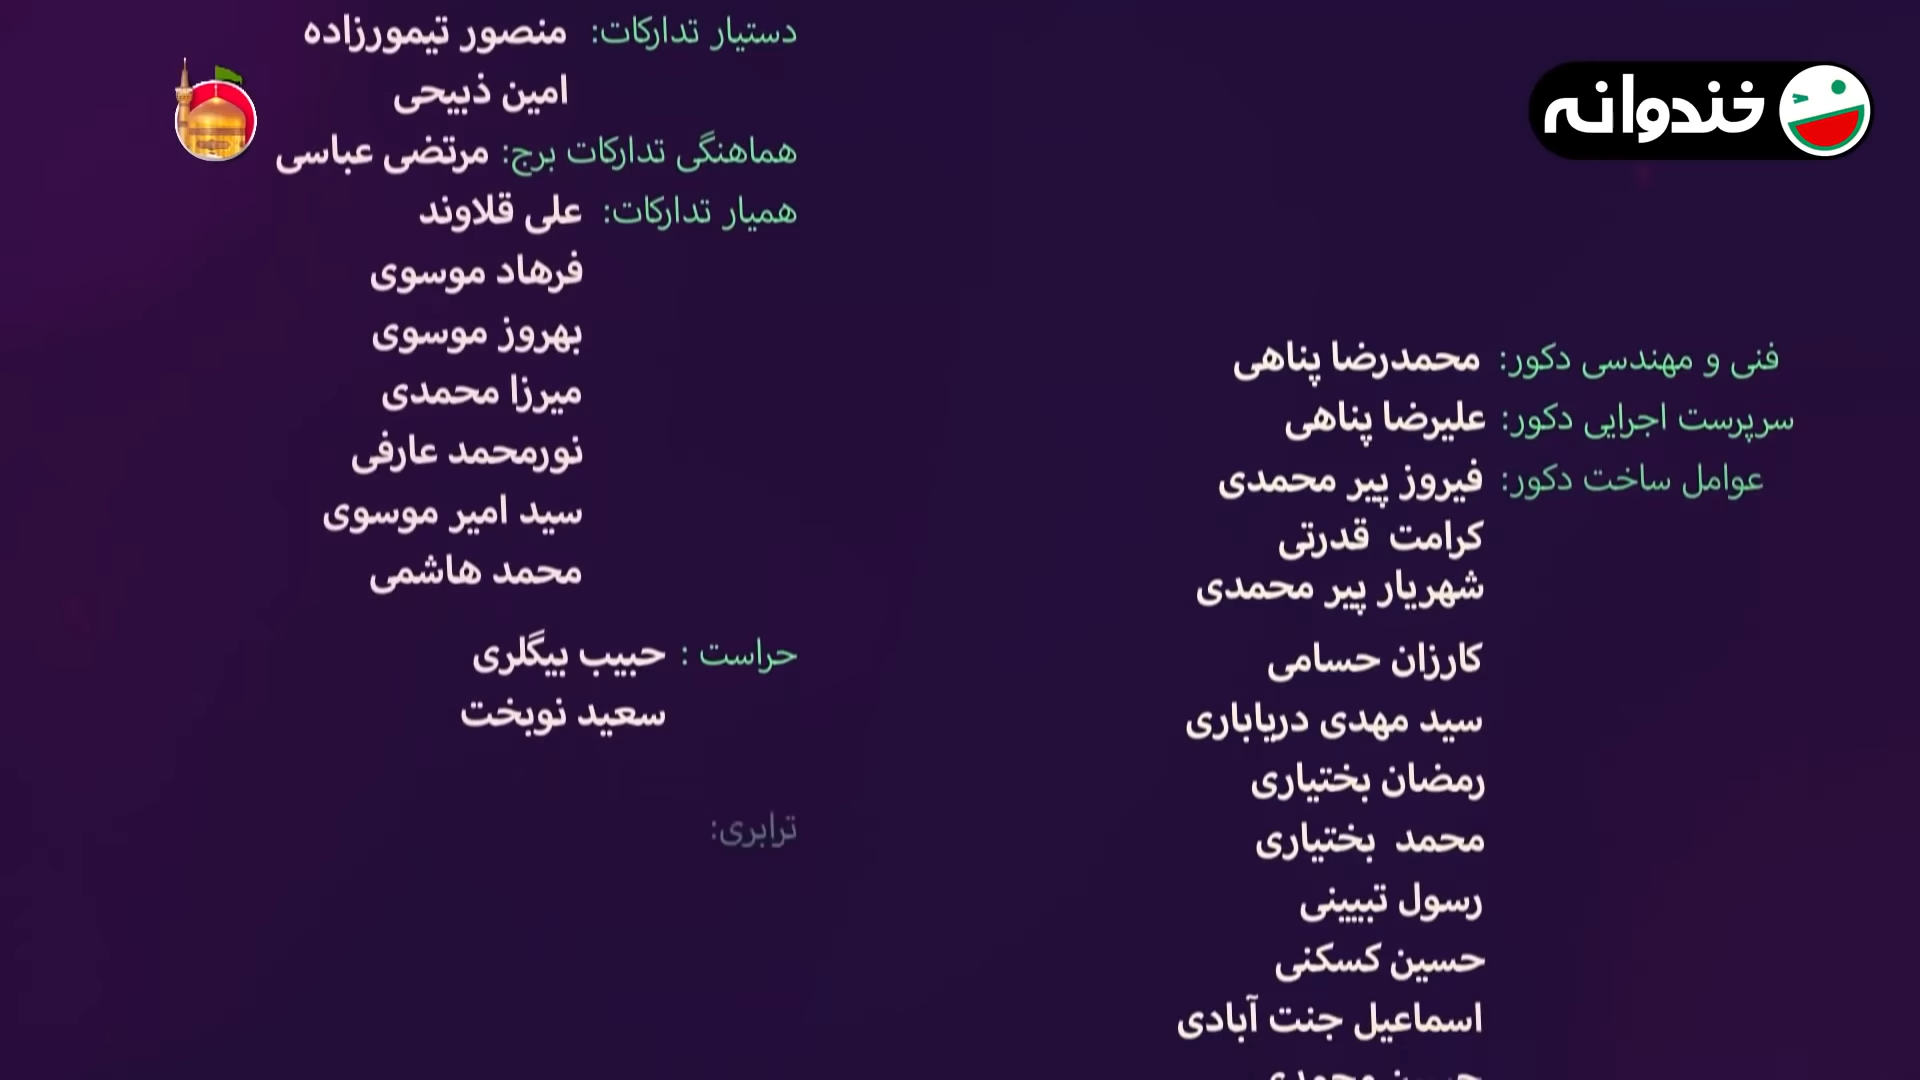 خندوانه
فنی و مهندسی دکور: محمدرضا پناهی
سرپرست اجرایی دکور: علیرضا پناهی
عوامل ساخت دکور: فیروز پیر محمدی
کرامت قدرتی
شهریار پیر محمدی
کارزان حسامی
سید مهدی دریاباری
رمضان بختیاری
محمد بختیاری
رسول تبیینی
حسین کسکنی
اسماعیل جنت آبادی
دستیار تدارکات: منصور تیمورزاده
امین ذبیحی
هماهنگی تدارکات برج: مرتضی عباسی
همیار تدارکات: علی قلاوند
فرهاد موسوی
بهروز موسوی
میرزا محمدی
نورمحمد عارفی
سید امیر موسوی
محمد هاشمی
حراست : حبیب بیگلری
سعید نوبخت
ترابری: